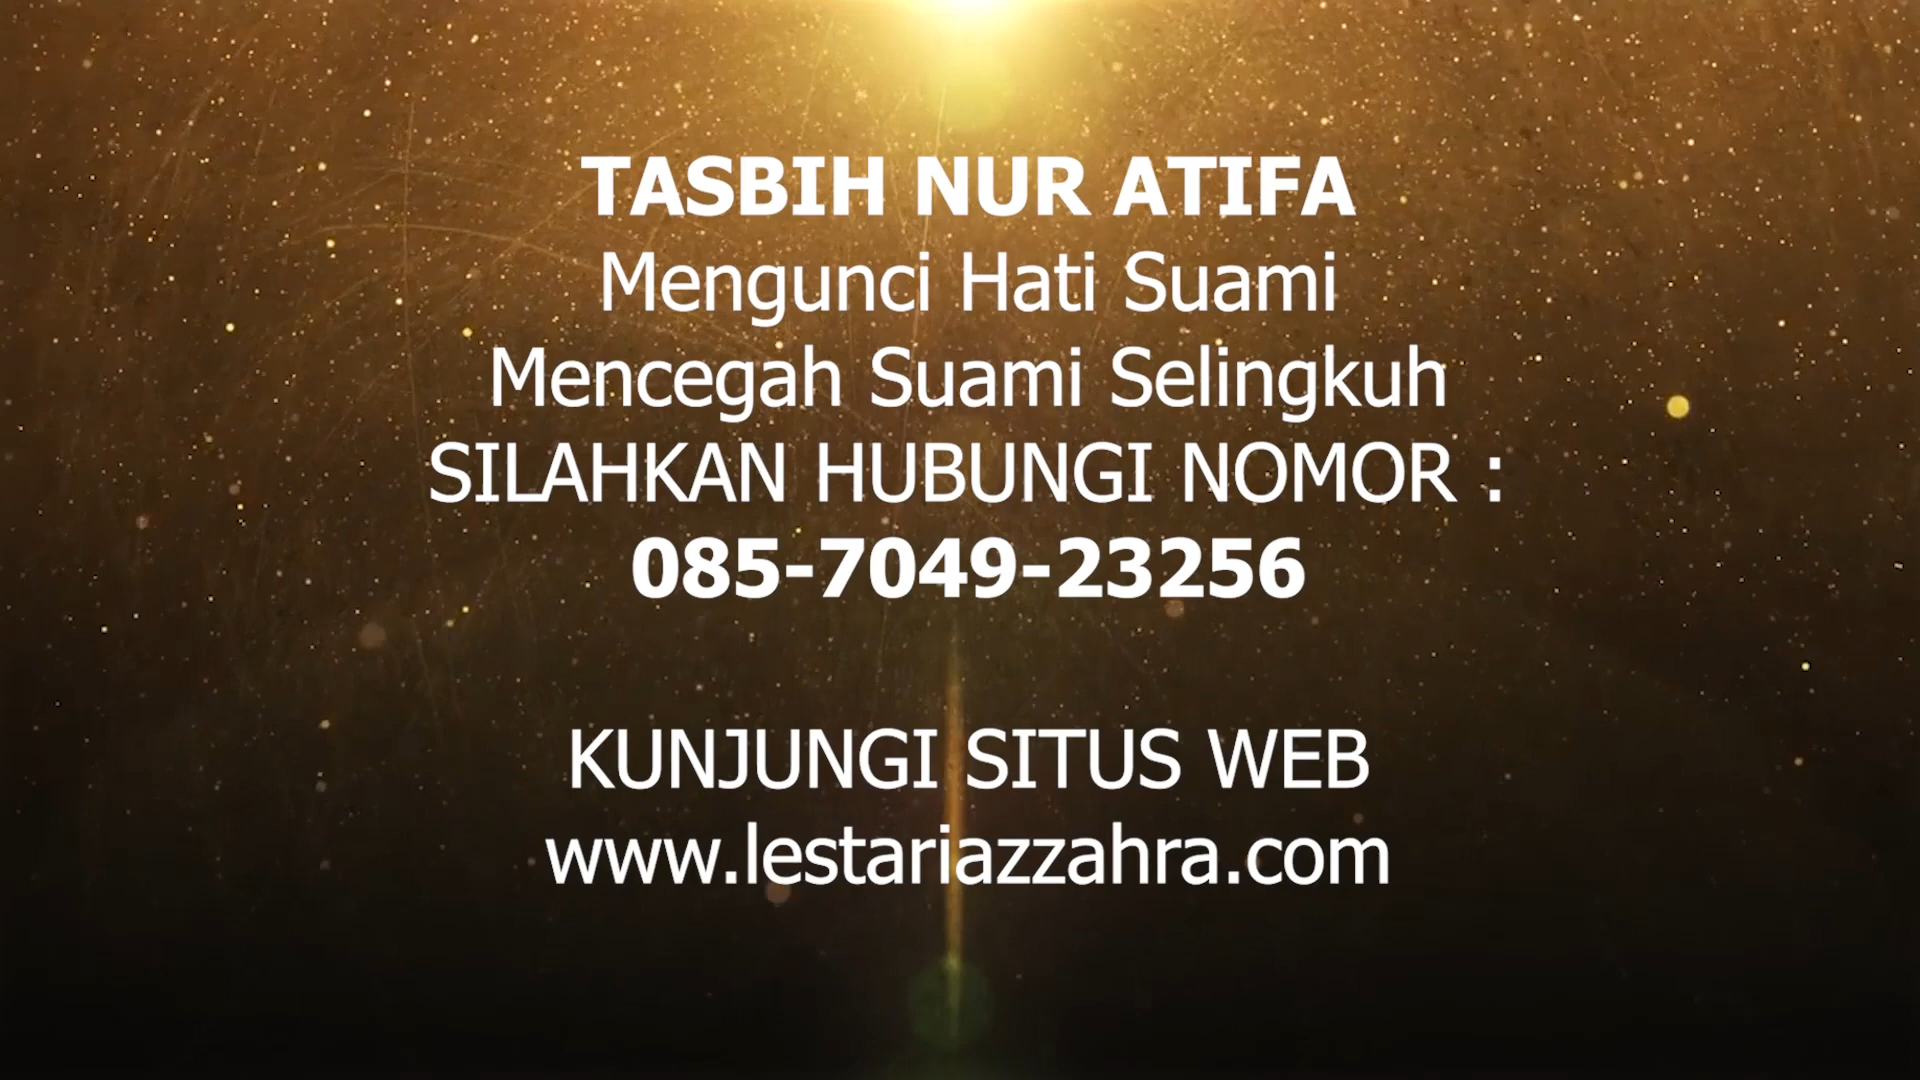 TASBIH NUR ATIFA
Mengunci Hati Suami
Mencegah Suami Selingkuh
SILAHKAN HUBUNGI NOMOR :
085-7049-23256
KUNJUNGI SITUS WEB
www.lestariazzahra.com